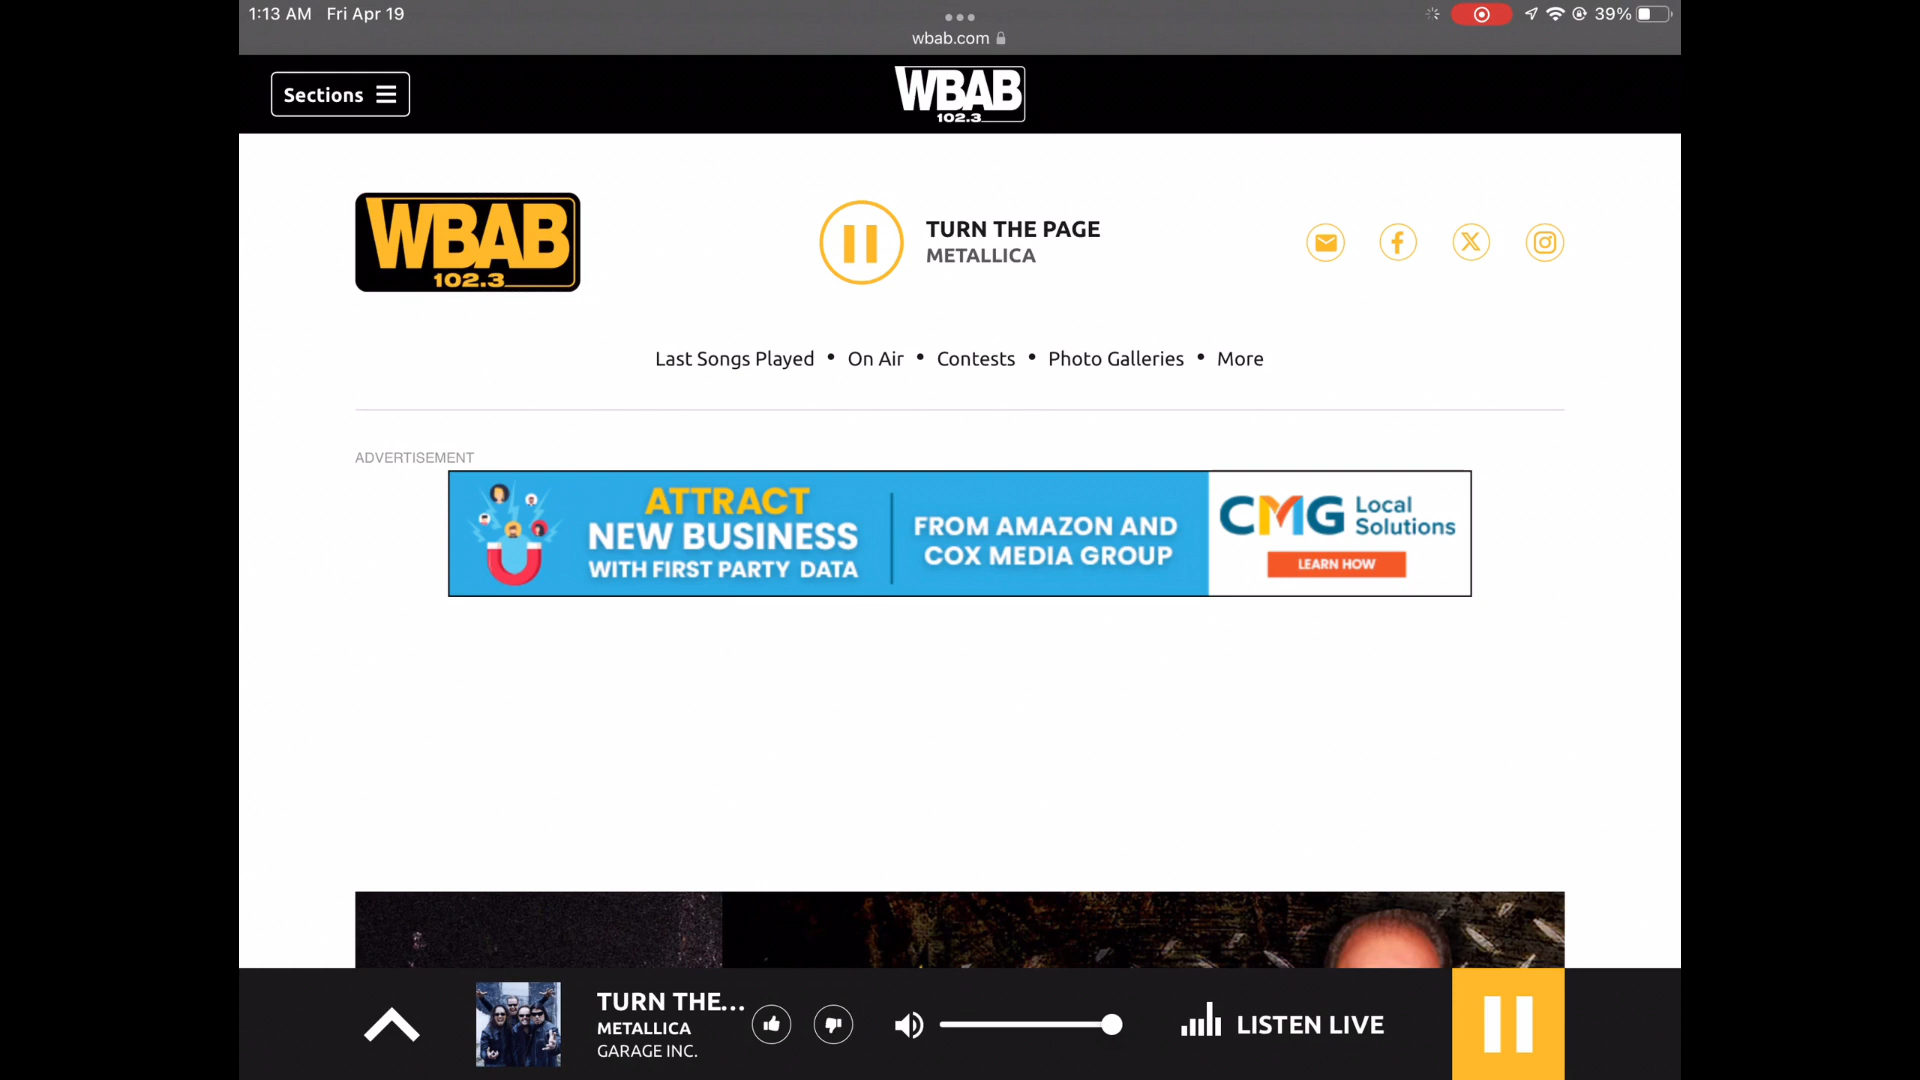 1:13 AM Fri Apr 19
39%
wbab.com
Sections
WBAB
102.3
WBAB
102.3
TURN THE PAGE
METALLICA
Last Songs Played • On Air • Contests • Photo Galleries • More
ADVERTISEMENT
ATTRACT
NEW BUSINESS
WITH FIRST PARTY DATA
FROM AMAZON AND
COX MEDIA GROUP
CMG Local
Solutions
LEARN HOW
TURN THE...
METALLICA
GARAGE INC.
LISTEN LIVE